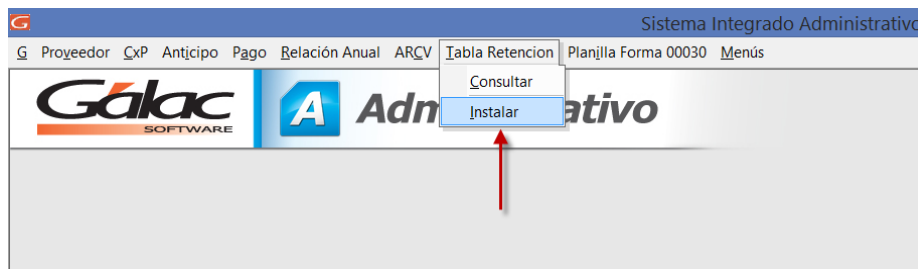 G
Sistema Integrado Administrativo
G Proveedor CxP Anticipo Pago Relación Anual ARCV Tabla Retencion Planilla Forma 00030 Menús
Consultar
Instalar
Gálac
SOFTWARE
A Adm ativo